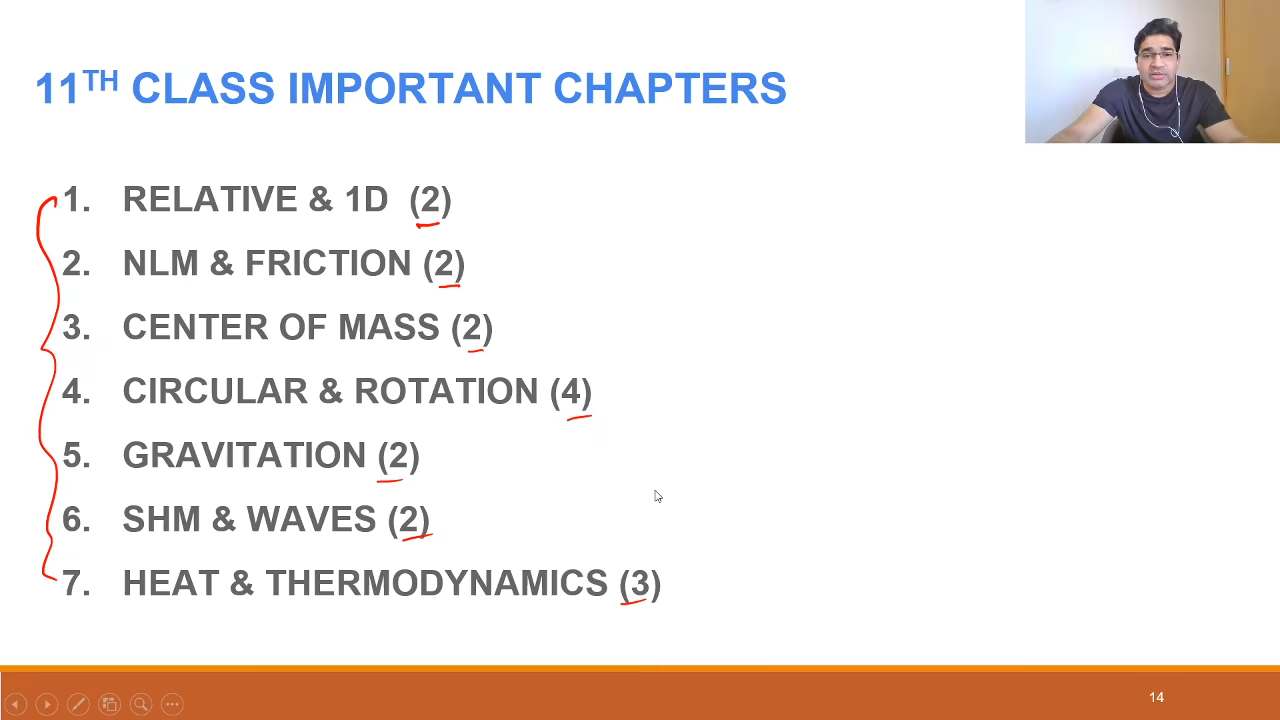 11TH CLASS IMPORTANT CHAPTERS
1. RELATIVE & 1D (2)
2. NLM & FRICTION (2)
3. CENTER OF MASS (2)
4. CIRCULAR & ROTATION (4)
5. GRAVITATION (2)
6. SHM & WAVES (2)
7. HEAT & THERMODYNAMICS (3)
14